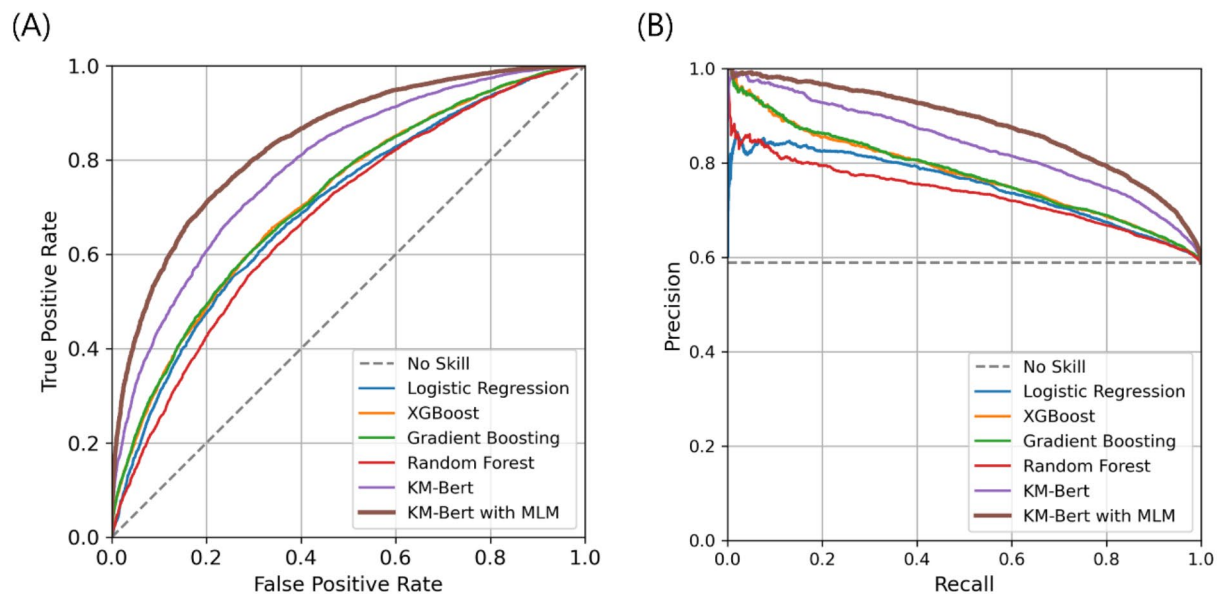 (A)
1.0
0.8
0.6
0.4
0.2
0.0
True Positive Rate
0.0 0.2 0.4 0.6 0.8 1.0
False Positive Rate
No Skill
Logistic Regression
XGBoost
Gradient Boosting
Random Forest
KM-Bert
KM-Bert with MLM
(B)
1.0
0.8
0.6
0.4
0.2
0.0
Precision
0.0 0.2 0.4 0.6 0.8 1.0
Recall
No Skill
Logistic Regression
XGBoost
Gradient Boosting
Random Forest
KM-Bert
KM-Bert with MLM